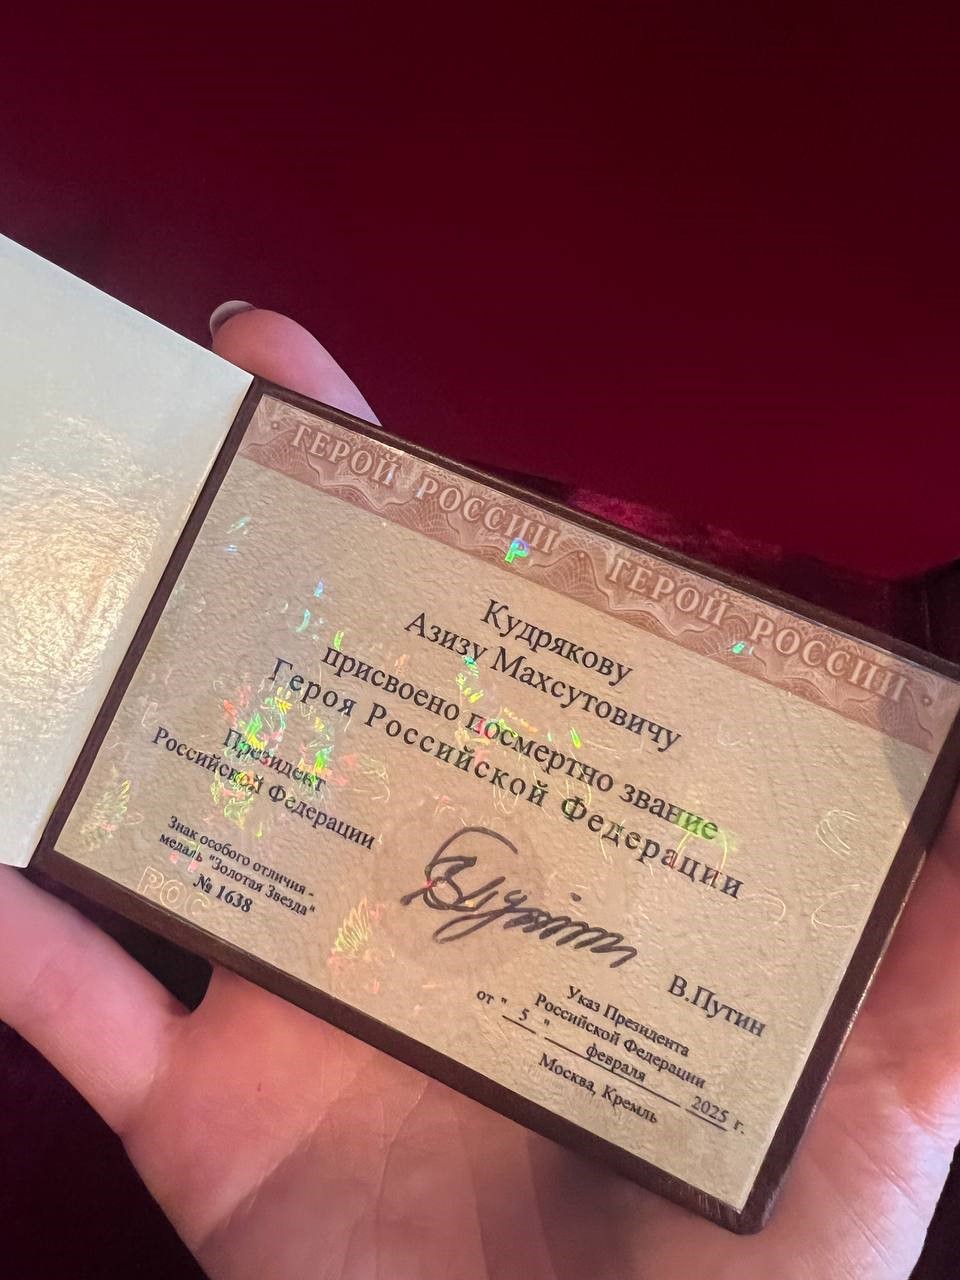 ГЕРОЙ РОССИИ · ГЕРОЙ РОССИИ ·
Кудрякову
Азизу Махсутовичу
присвоено посмертно звание
Героя Российской Федерации
Президент
Российской Федерации
В.Путин
Знак особого отличия -
медаль "Золотая Звезда"
№ 1638
РОС
Указ Президента
Российской Федерации
от " 5 " февраля 2025 г.
Москва, Кремль